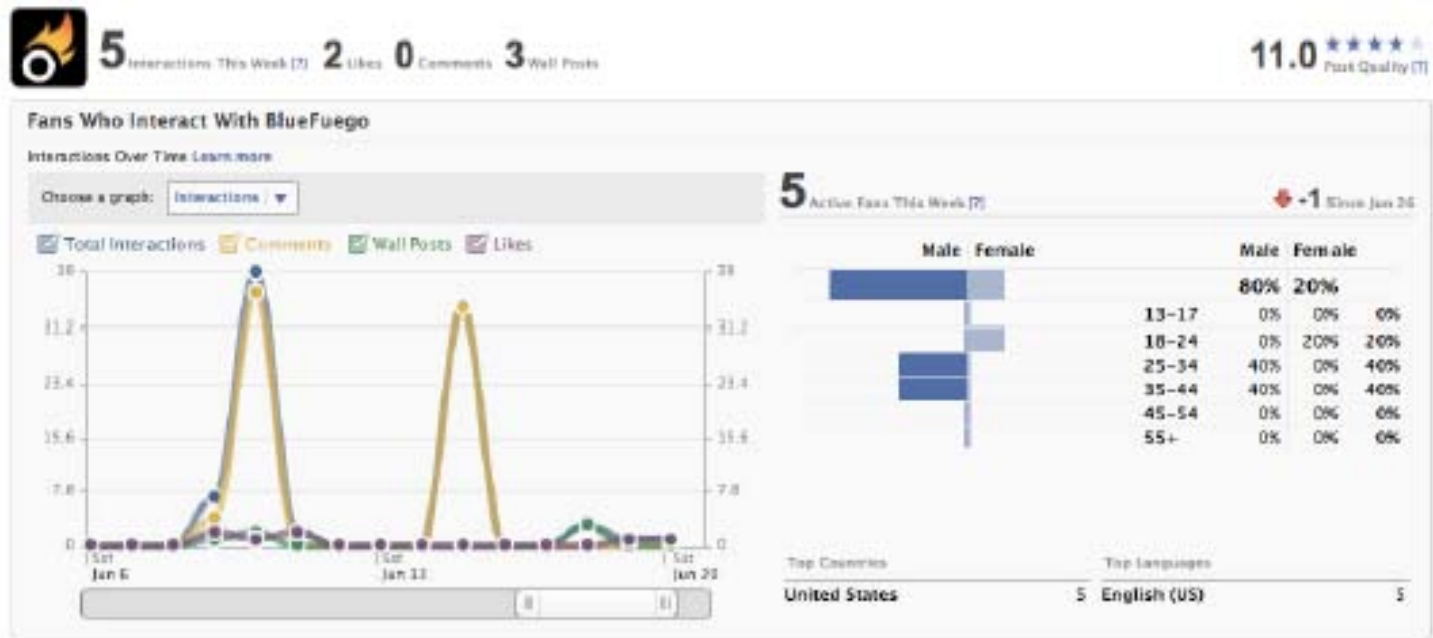 5 Interactions This Week [?] 2 Likes 0 Comments 3 Wall Posts
11.0 Post Quality [?]
Fans Who Interact With BlueFuego
Interactions Over Time Learn more
Choose a graph: Interactions
Total Interactions Comments Wall Posts Likes
38 38
31.2 31.2
23.4 23.4
15.6 15.6
7.8 7.8
0 0
Sat Sat Sat
Jun 6 Jun 13 Jun 20
5 Active Fans This Week [?] -1 Since Jun 26
Male Female Male Female
80% 20%
13-17 0% 0% 0%
18-24 0% 20% 20%
25-34 40% 0% 40%
35-44 40% 0% 40%
45-54 0% 0% 0%
55+ 0% 0% 0%
Top Countries Top Languages
United States 5 English (US) 5